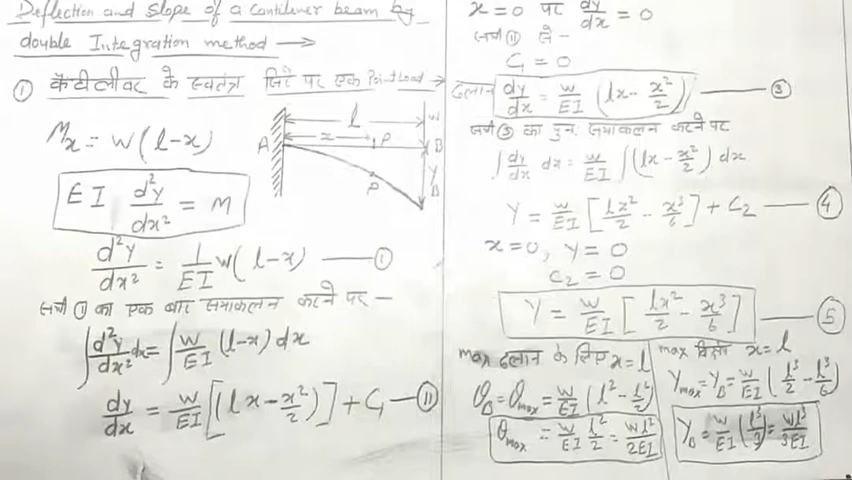 Deflection and slope of a cantilever beam by
double Integration method →
① कैंटीलीवर के स्वतंत्र सिरे पर एक Point Load →
Mx = W(l-x)
EI d²y/dx² = M
l
W
x
P
A
B
P
yB
d²y/dx² = 1/EI W(l-x) — ①
समी ① का एक बार समाकलन करने पर -
∫d²y/dx² dx = ∫W/EI (l-x) dx
dy/dx = W/EI [(lx - x²/2)] + C₁ — ⑪
x=0 पर dy/dx = 0
समी ⑪ से -
C₁ = 0
ढलान dy/dx = W/EI (lx - x²/2) — ③
समी ③ का पुनः समाकलन करने पर
∫dy/dx dx = W/EI ∫(lx - x²/2) dx
Y = W/EI [lx²/2 - x³/6] + C₂ — ④
x=0, y=0
C₂ = 0
Y = W/EI [lx²/2 - x³/6] — ⑤
max ढलान के लिए x=l
θB = θmax = W/EI (l² - l²/2)
θmax = W/EI l²/2 = Wl²/2EI
max x=l
Ymax = YB = W/EI (l³/2 - l³/6)
YB = W/EI (l³/3) = Wl³/3EI